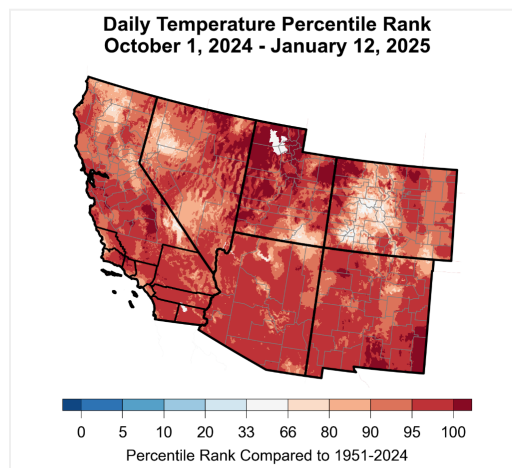 Daily Temperature Percentile Rank
October 1, 2024 - January 12, 2025
0 5 10 20 33 66 80 90 95 100
Percentile Rank Compared to 1951-2024